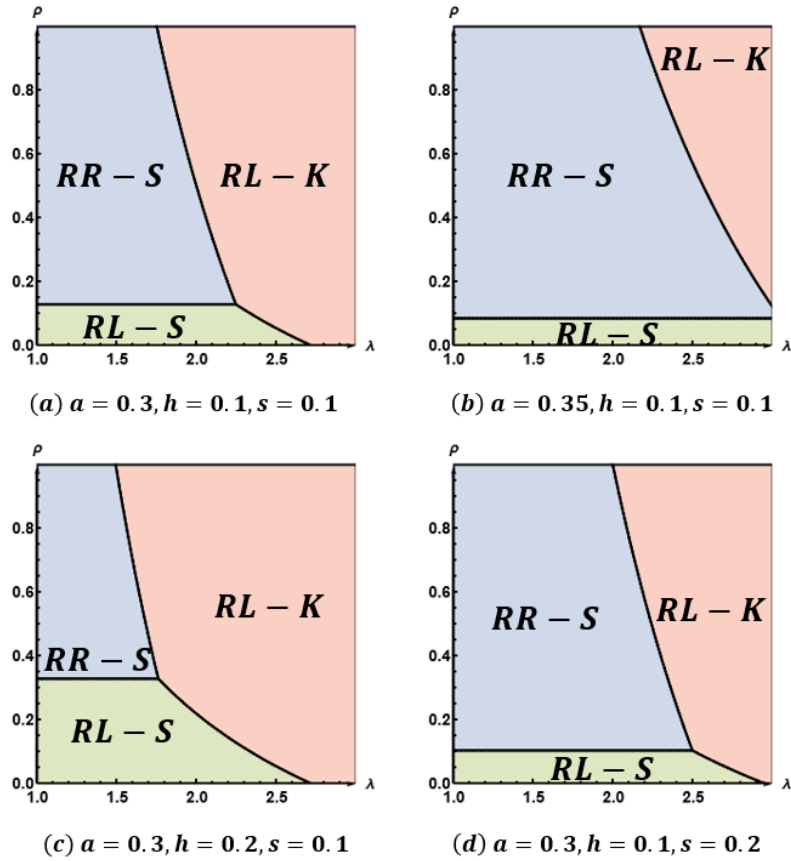 ρ
0.8
0.6
0.4
0.2
0.0
1.0 1.5 2.0 2.5 λ
RR − S
RL − K
RL − S
(a) a = 0.3, h = 0.1, s = 0.1
ρ
0.8
0.6
0.4
0.2
0.0
1.0 1.5 2.0 2.5 λ
RL − K
RR − S
RL − S
(b) a = 0.35, h = 0.1, s = 0.1
ρ
0.8
0.6
0.4
0.2
0.0
1.0 1.5 2.0 2.5 λ
RL − K
RR − S
RL − S
(c) a = 0.3, h = 0.2, s = 0.1
ρ
0.8
0.6
0.4
0.2
0.0
1.0 1.5 2.0 2.5 λ
RR − S
RL − K
RL − S
(d) a = 0.3, h = 0.1, s = 0.2